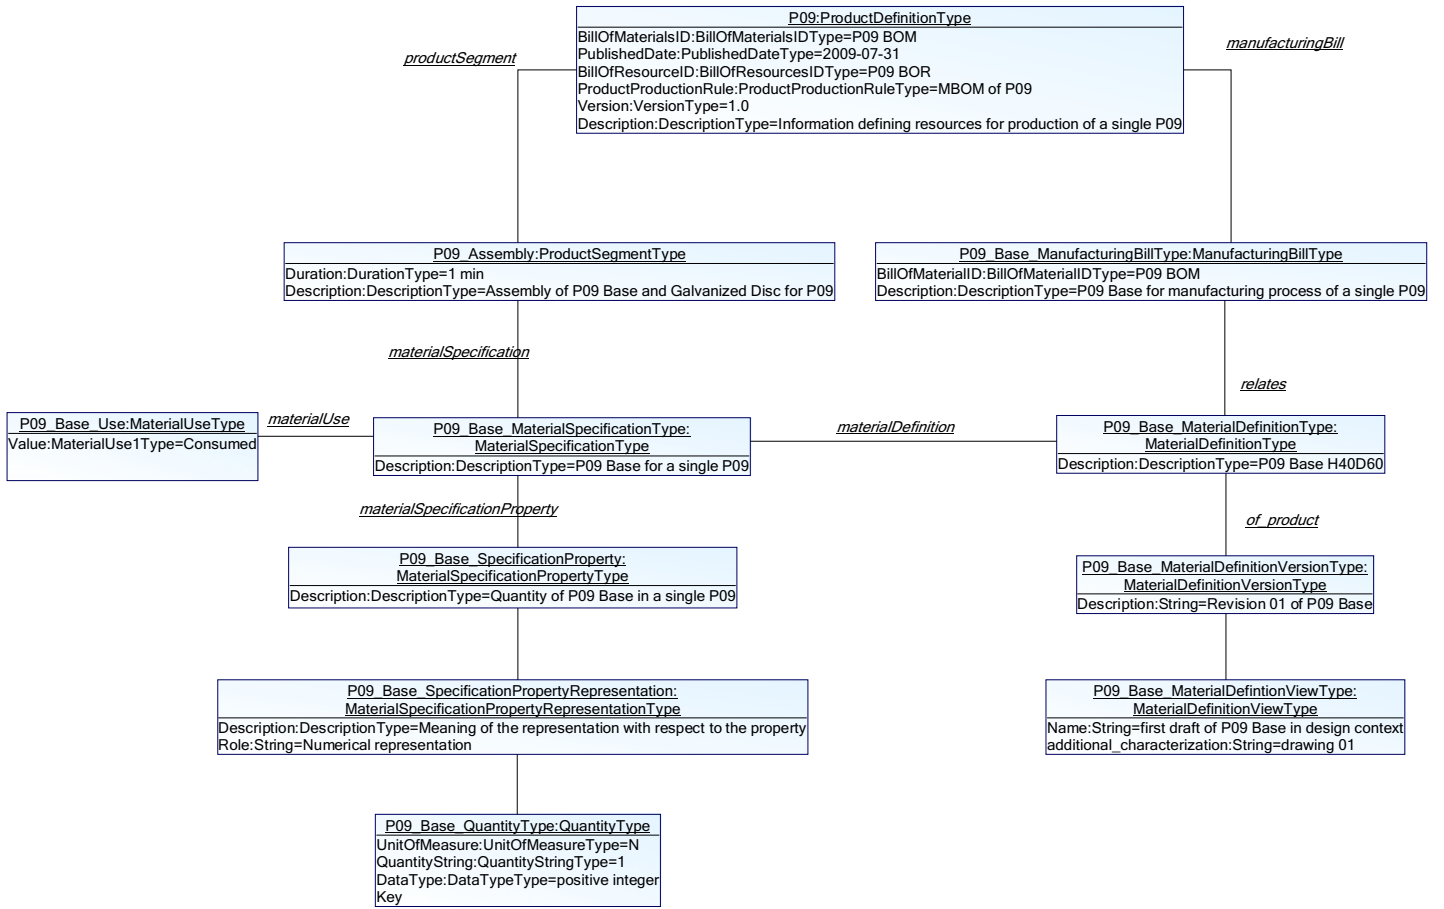 P09:ProductDefinitionType
BillOfMaterialsID:BillOfMaterialsIDType=P09 BOM
PublishedDate:PublishedDateType=2009-07-31
BillOfResourceID:BillOfResourcesIDType=P09 BOR
ProductProductionRule:ProductProductionRuleType=MBOM of P09
Version:VersionType=1.0
Description:DescriptionType=Information defining resources for production of a single P09
productSegment
manufacturingBill
P09_Assembly:ProductSegmentType
Duration:DurationType=1 min
Description:DescriptionType=Assembly of P09 Base and Galvanized Disc for P09
P09_Base_ManufacturingBillType:ManufacturingBillType
BillOfMaterialID:BillOfMaterialIDType=P09 BOM
Description:DescriptionType=P09 Base for manufacturing process of a single P09
materialSpecification
relates
P09_Base_Use:MaterialUseType
Value:MaterialUse1Type=Consumed
materialUse
P09_Base_MaterialSpecificationType:
MaterialSpecificationType
Description:DescriptionType=P09 Base for a single P09
materialDefinition
P09_Base_MaterialDefinitionType:
MaterialDefinitionType
Description:DescriptionType=P09 Base H40D60
materialSpecificationProperty
of_product
P09_Base_SpecificationProperty:
MaterialSpecificationPropertyType
Description:DescriptionType=Quantity of P09 Base in a single P09
P09_Base_MaterialDefinitionVersionType:
MaterialDefinitionVersionType
Description:String=Revision 01 of P09 Base
P09_Base_SpecificationPropertyRepresentation:
MaterialSpecificationPropertyRepresentationType
Description:DescriptionType=Meaning of the representation with respect to the property
Role:String=Numerical representation
P09_Base_MaterialDefintionViewType:
MaterialDefinitionViewType
Name:String=first draft of P09 Base in design context
additional_characterization:String=drawing 01
P09_Base_QuantityType:QuantityType
UnitOfMeasure:UnitOfMeasureType=N
QuantityString:QuantityStringType=1
DataType:DataTypeType=positive integer
Key